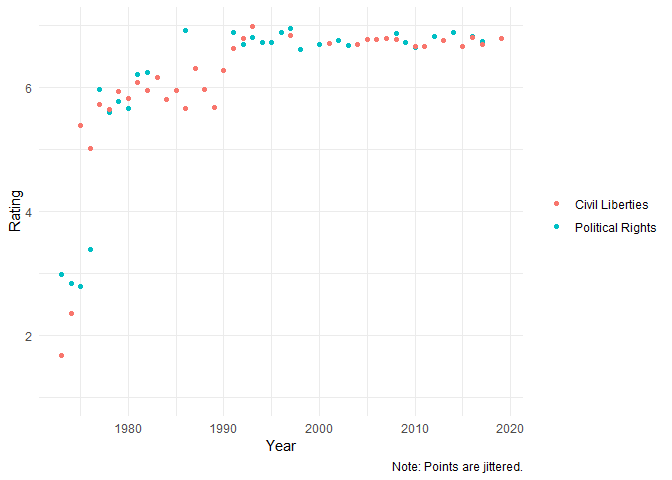 6
4
2
Rating
1980
1990
2000
2010
2020
Year
Civil Liberties
Political Rights
Note: Points are jittered.